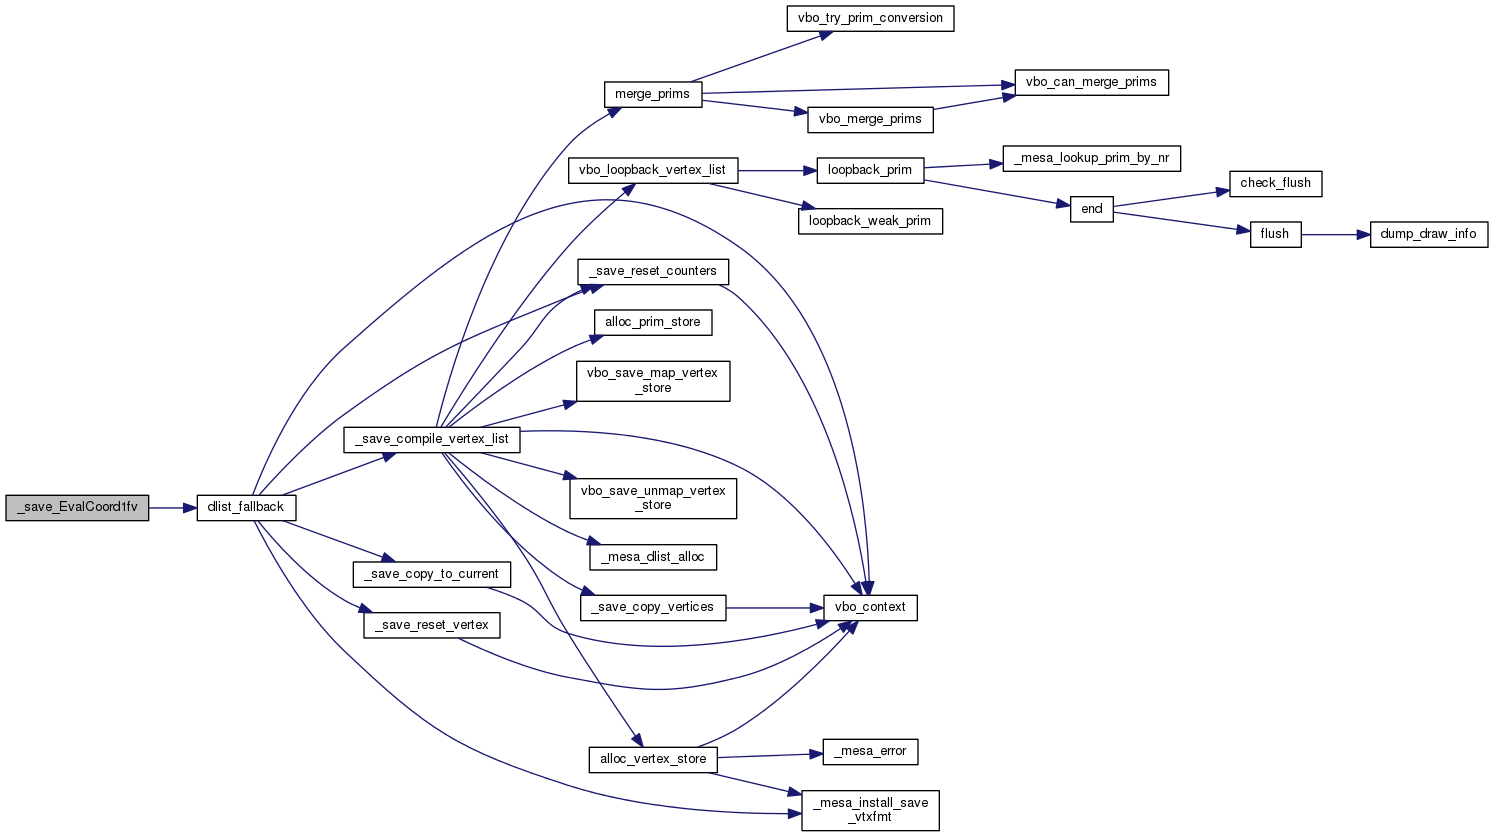 vbo_try_prim_conversion
merge_prims
vbo_can_merge_prims
vbo_merge_prims
vbo_loopback_vertex_list
loopback_prim
_mesa_lookup_prim_by_nr
check_flush
loopback_weak_prim
end
flush
dump_draw_info
_save_reset_counters
alloc_prim_store
vbo_save_map_vertex
_store
_save_compile_vertex_list
_save_EvalCoord1fv
dlist_fallback
vbo_save_unmap_vertex
_store
_mesa_dlist_alloc
_save_copy_to_current
_save_copy_vertices
vbo_context
_save_reset_vertex
alloc_vertex_store
_mesa_error
_mesa_install_save
_vtxfmt